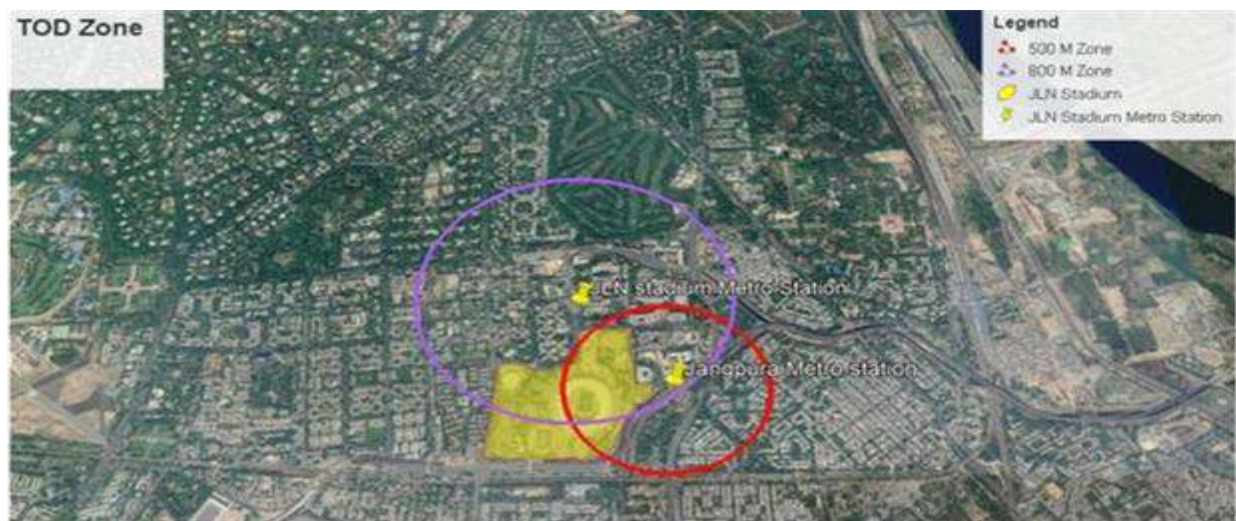 TOD Zone
Legend
500 M Zone
800 M Zone
JLN Stadium
JLN Stadium Metro Station
JLN stadium Metro Station
Jangpura Metro station